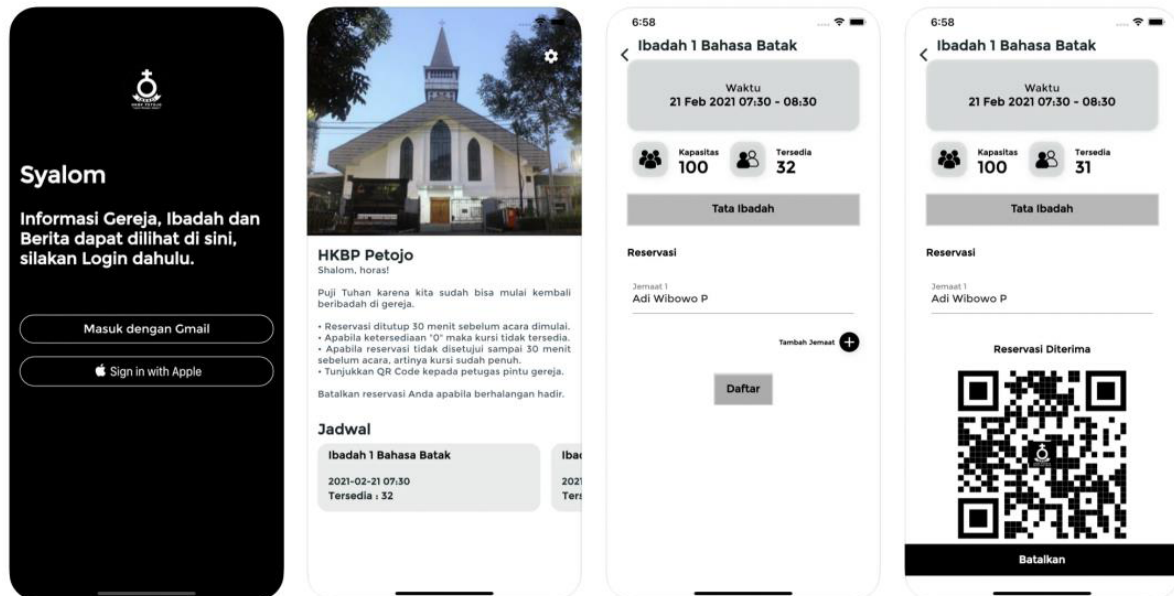 Syalom
Informasi Gereja, Ibadah dan
Berita dapat dilihat di sini,
silakan Login dahulu.
Masuk dengan Gmail
Sign in with Apple
HKBP Petojo
Shalom, horas!
Puji Tuhan karena kita sudah bisa mulai kembali
beribadah di gereja.
• Reservasi ditutup 30 menit sebelum acara dimulai.
• Apabila ketersediaan "0" maka kursi tidak tersedia.
• Apabila reservasi tidak disetujui sampai 30 menit
sebelum acara, artinya kursi sudah penuh.
• Tunjukkan QR Code kepada petugas pintu gereja.
Batalkan reservasi Anda apabila berhalangan hadir.
Jadwal
Ibadah 1 Bahasa Batak
2021-02-21 07:30
Tersedia : 32
6:58
Ibadah 1 Bahasa Batak
Waktu
21 Feb 2021 07:30 - 08:30
Kapasitas
100
Tersedia
32
Tata Ibadah
Reservasi
Jemaat 1
Adi Wibowo P
Tambah Jemaat
Daftar
6:58
Ibadah 1 Bahasa Batak
Waktu
21 Feb 2021 07:30 - 08:30
Kapasitas
100
Tersedia
31
Tata Ibadah
Reservasi
Jemaat 1
Adi Wibowo P
Reservasi Diterima
Batalkan